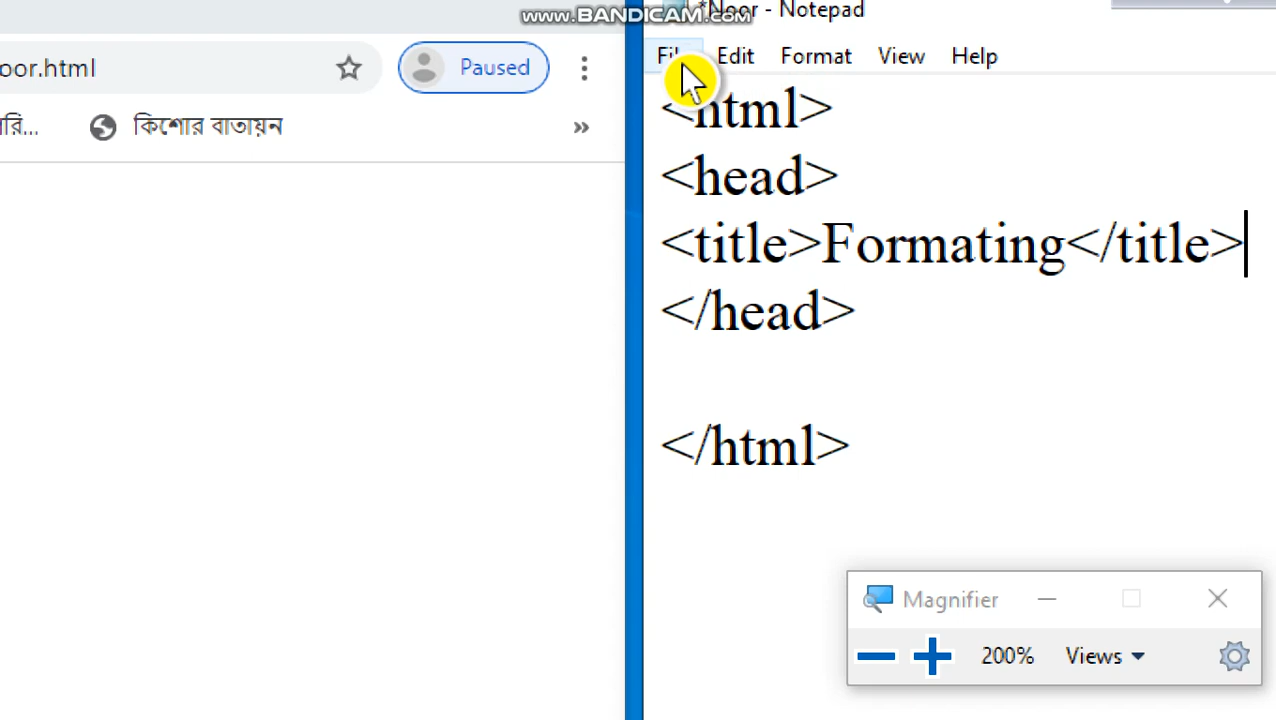 www.BANDICAM.com
*Noor - Notepad
oor.html
Paused
File Edit Format View Help
রি...
কিশোর বাতায়ন
»
<html>
<head>
<title>Formating</title>
</head>
</html>
Magnifier
200%
Views